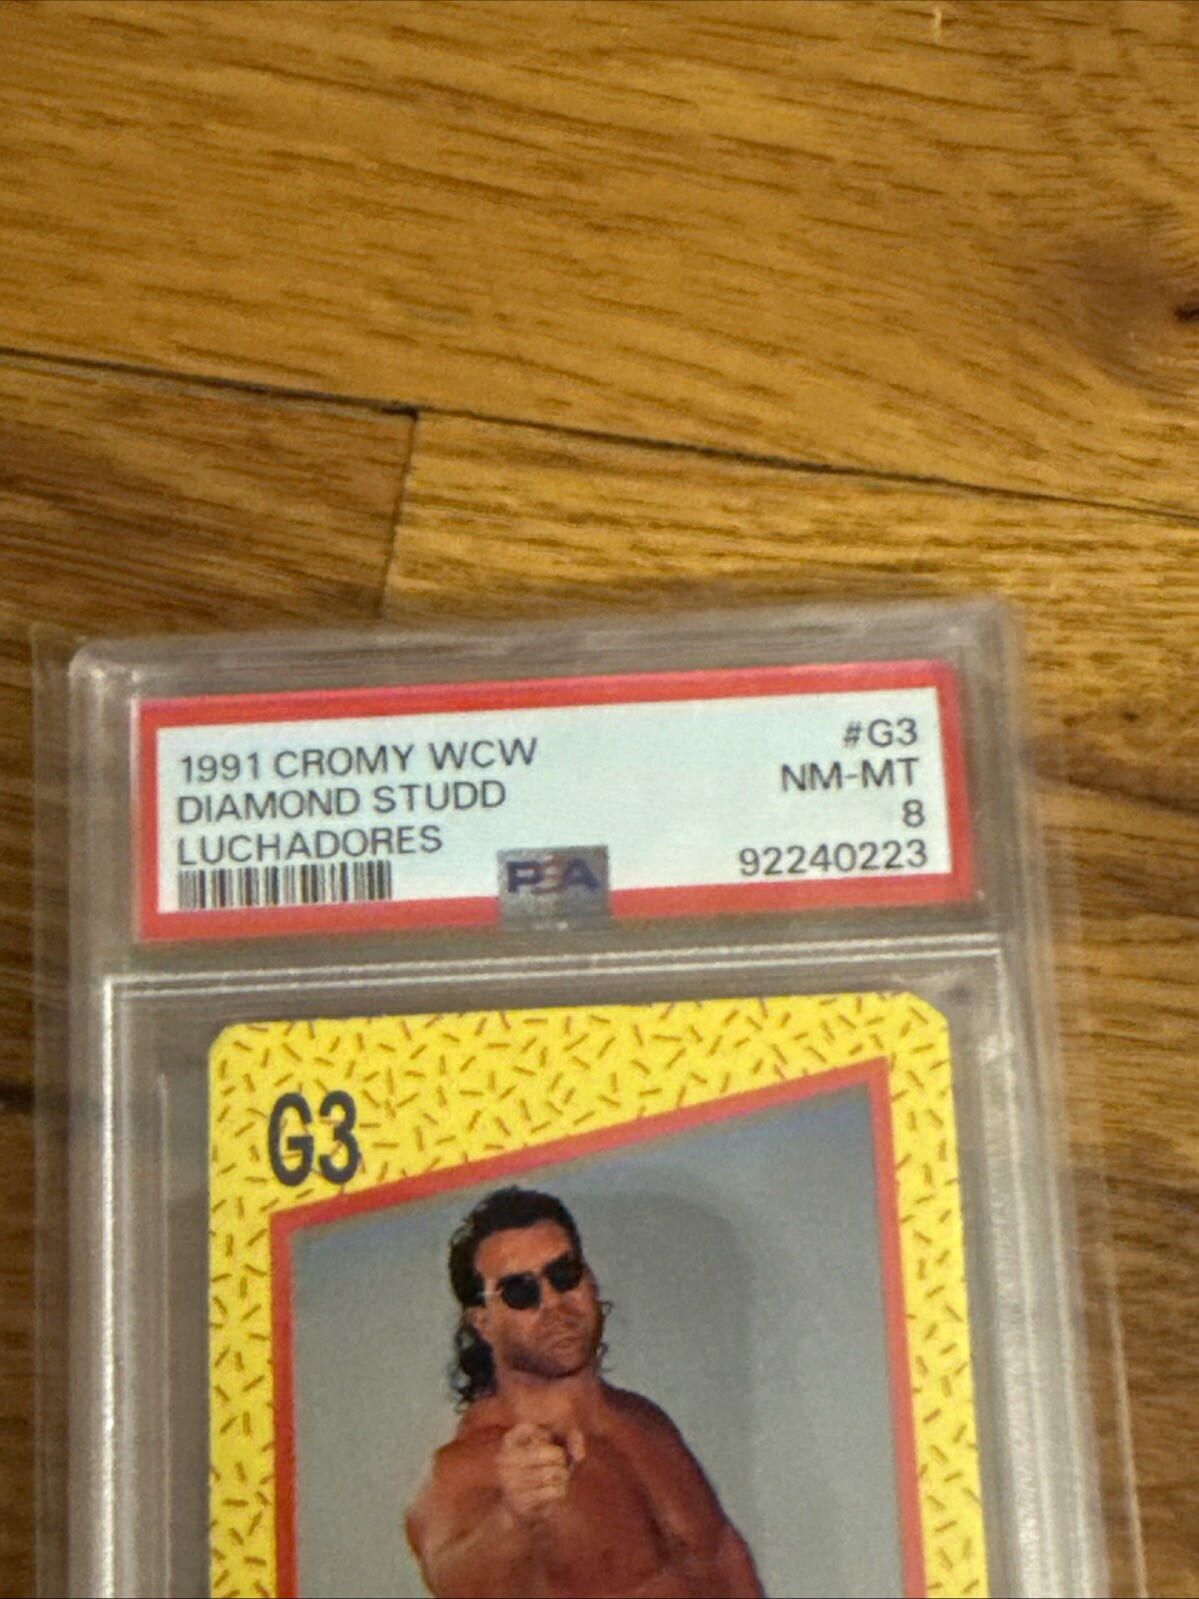 1991 CROMY WCW
DIAMOND STUDD
LUCHADORES
#G3
NM-MT
8
92240223
PSA
G3